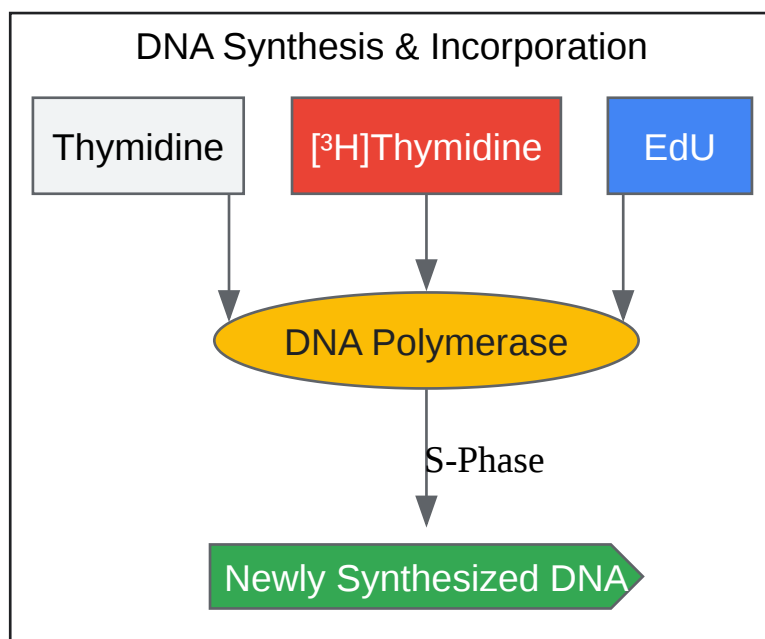 DNA Synthesis & Incorporation
Thymidine
[³H]Thymidine
EdU
DNA Polymerase
S-Phase
Newly Synthesized DNA